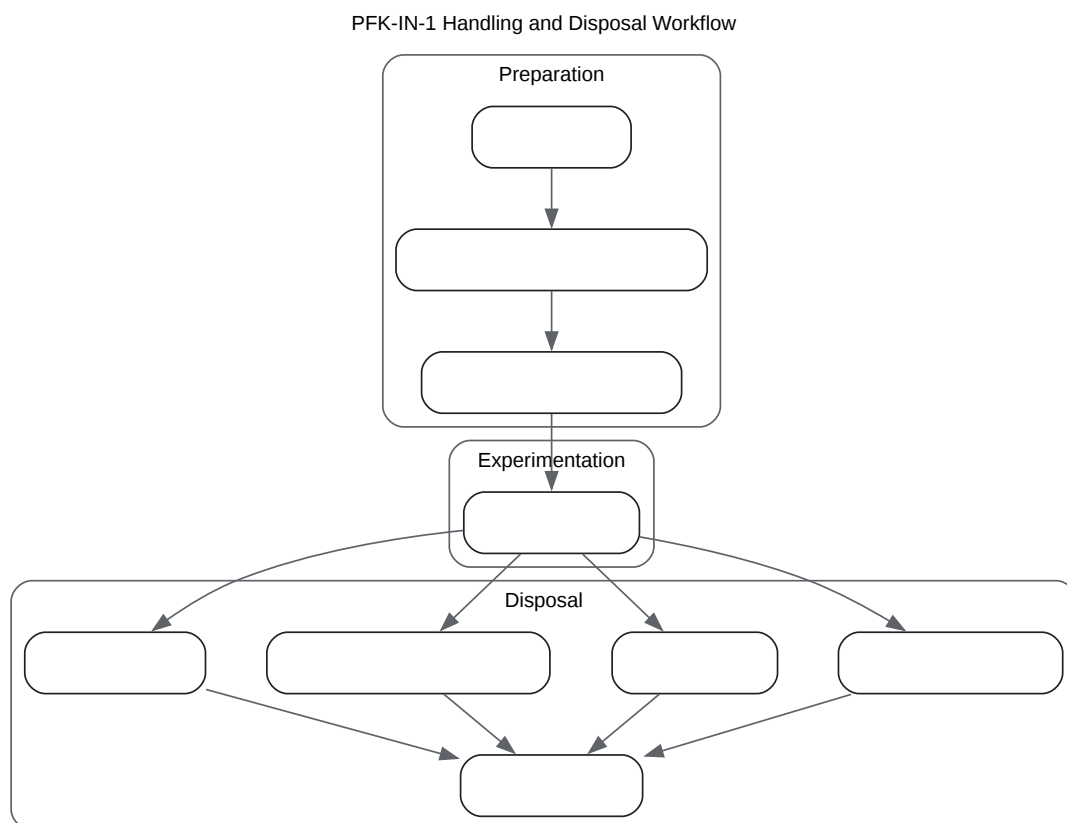 PFK-IN-1 Handling and Disposal Workflow
Preparation
Experimentation
Disposal